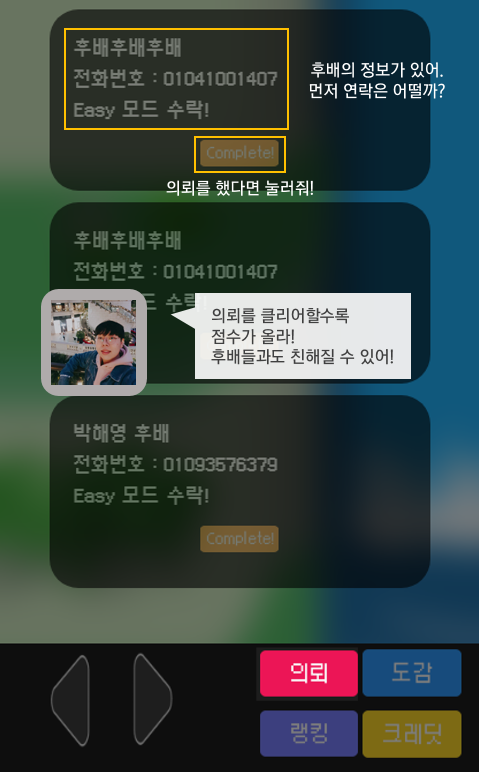 후배후배후배
전화번호 : 01041001407
Easy 모드 수락!
후배의 정보가 있어.
먼저 연락은 어떨까?
Complete!
의뢰를 했다면 눌러줘!
후배후배후배
전화번호 : 01041001407
드 수락!
의뢰를 클리어할수록
점수가 올라!
후배들과도 친해질 수 있어!
박해영 후배
전화번호 : 01093576379
Easy 모드 수락!
Complete!
의뢰
도감
랭킹
크레딧